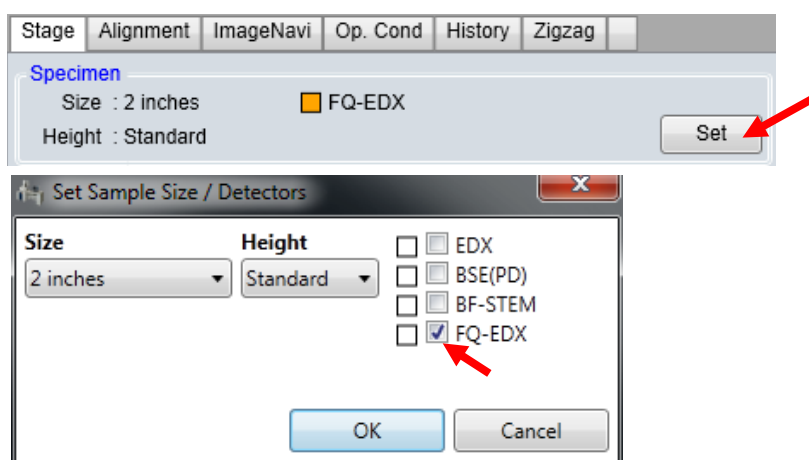 Stage Alignment ImageNavi Op. Cond History Zigzag
Specimen
Size : 2 inches FQ-EDX
Height : Standard Set
Set Sample Size / Detectors x
Size Height EDX
2 inches Standard BSE(PD)
BF-STEM
FQ-EDX
OK Cancel